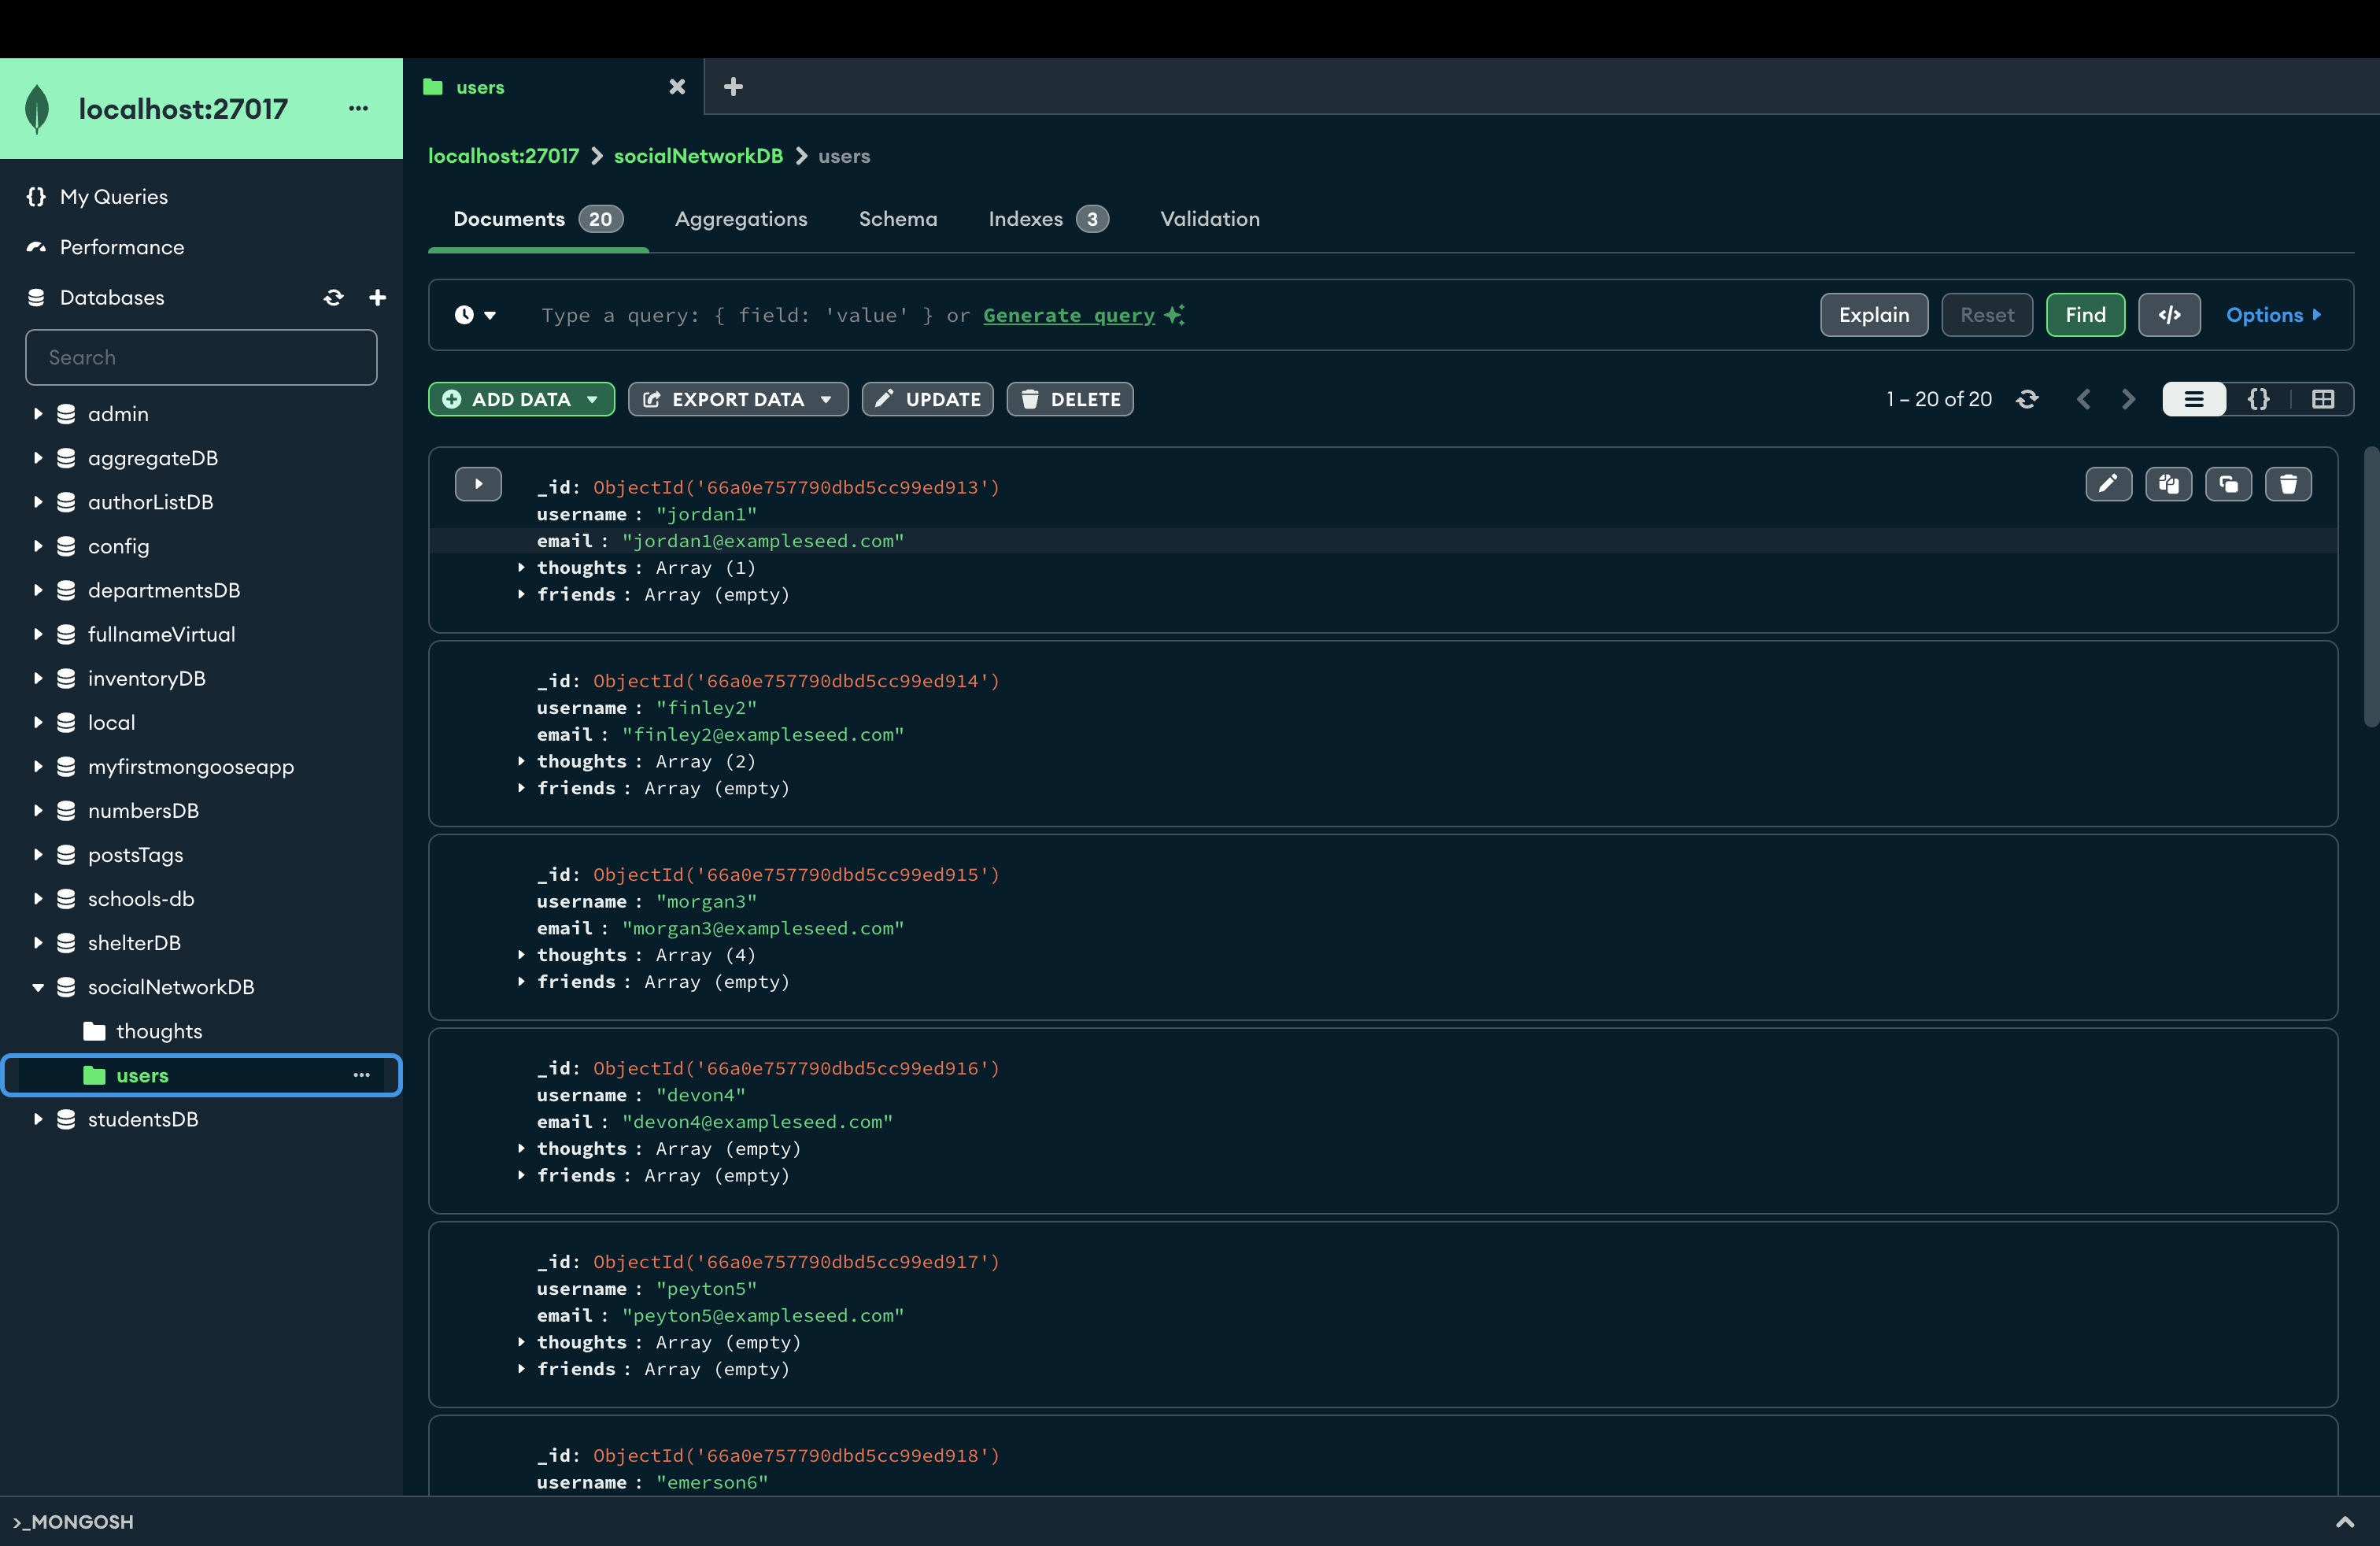 localhost:27017 ...
{} My Queries
Performance
Databases
Search
admin
aggregateDB
authorListDB
config
departmentsDB
fullnameVirtual
inventoryDB
local
myfirstmongooseapp
numbersDB
postsTags
schools-db
shelterDB
socialNetworkDB
thoughts
users ...
studentsDB
users
localhost:27017 > socialNetworkDB > users
Documents 20 Aggregations Schema Indexes 3 Validation
Type a query: { field: 'value' } or Generate query
Explain Reset Find </> Options
ADD DATA EXPORT DATA UPDATE DELETE 1 – 20 of 20 {}
_id: ObjectId('66a0e757790dbd5cc99ed913')
username : "jordan1"
email : "jordan1@exampleseed.com"
thoughts : Array (1)
friends : Array (empty)
_id: ObjectId('66a0e757790dbd5cc99ed914')
username : "finley2"
email : "finley2@exampleseed.com"
thoughts : Array (2)
friends : Array (empty)
_id: ObjectId('66a0e757790dbd5cc99ed915')
username : "morgan3"
email : "morgan3@exampleseed.com"
thoughts : Array (4)
friends : Array (empty)
_id: ObjectId('66a0e757790dbd5cc99ed916')
username : "devon4"
email : "devon4@exampleseed.com"
thoughts : Array (empty)
friends : Array (empty)
_id: ObjectId('66a0e757790dbd5cc99ed917')
username : "peyton5"
email : "peyton5@exampleseed.com"
thoughts : Array (empty)
friends : Array (empty)
_id: ObjectId('66a0e757790dbd5cc99ed918')
username : "emerson6"
>_MONGOSH